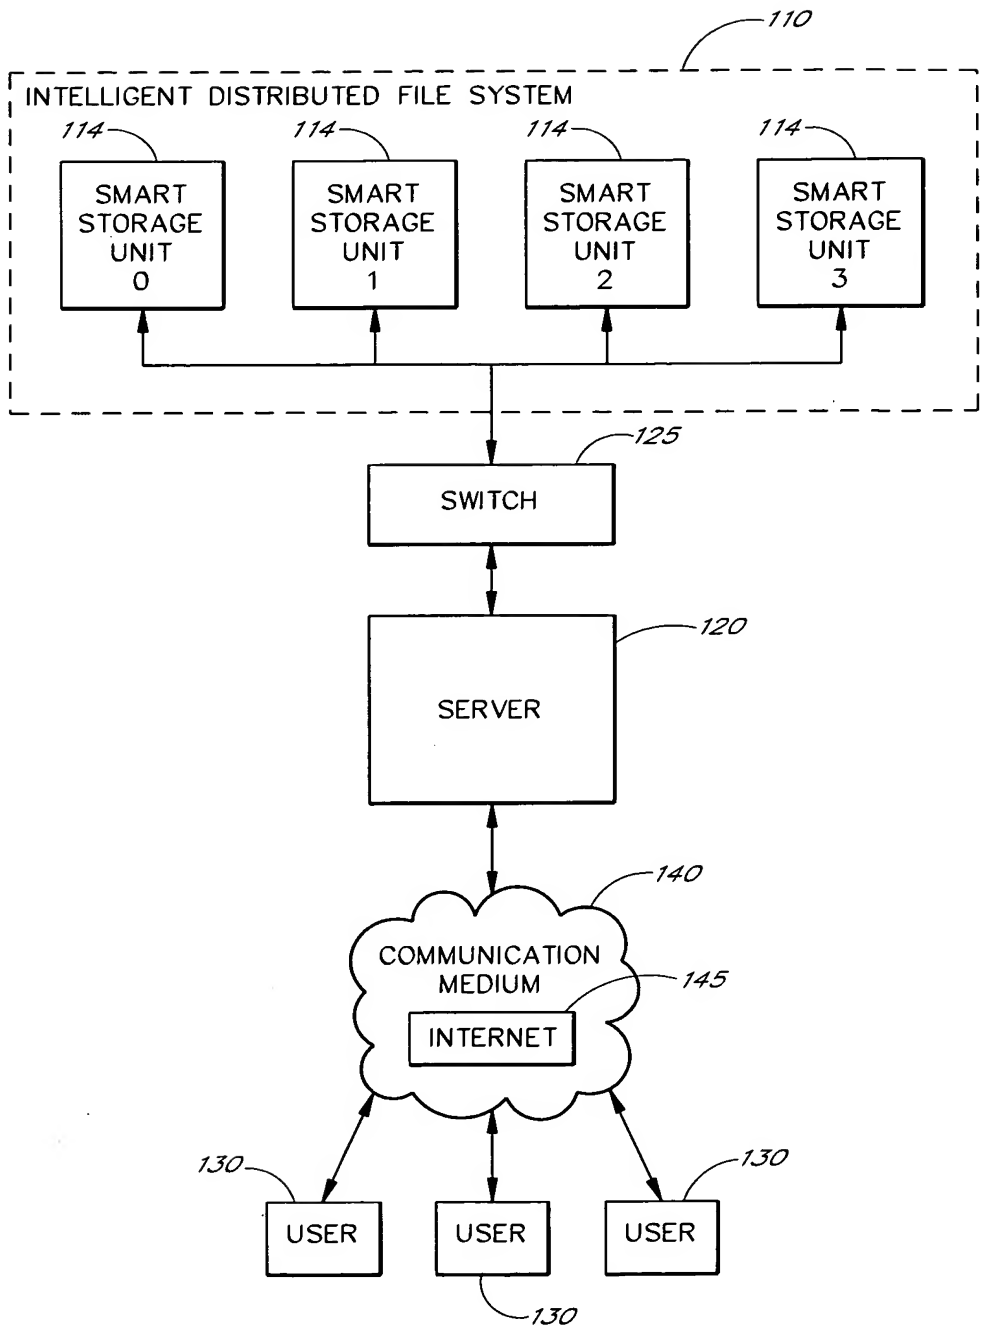 110
INTELLIGENT DISTRIBUTED FILE SYSTEM
114 114 114 114
SMART STORAGE UNIT 0
SMART STORAGE UNIT 1
SMART STORAGE UNIT 2
SMART STORAGE UNIT 3
125
SWITCH
120
SERVER
140
COMMUNICATION
MEDIUM
145
INTERNET
130 130
USER USER USER
130